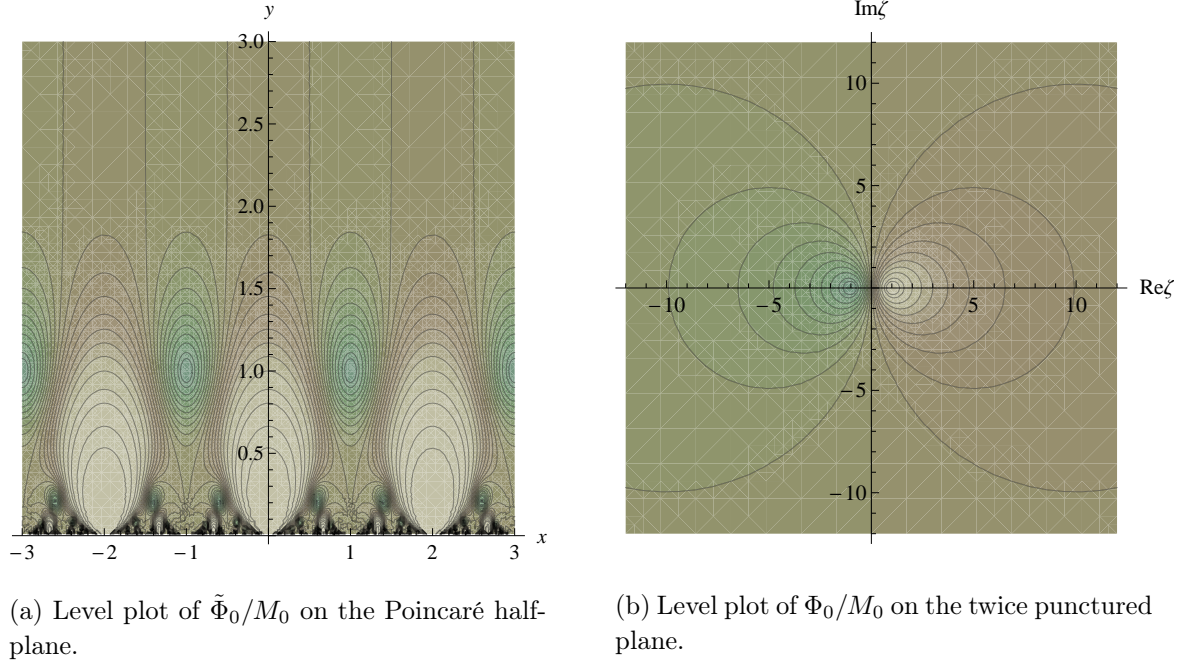 y
3.0
2.5
2.0
1.5
1.0
0.5
−3 −2 −1 1 2 3 x
Imζ
10
5
−10 −5 5 10 Reζ
−5
−10
(a) Level plot of Φ̃₀/M₀ on the Poincaré half-
plane.
(b) Level plot of Φ₀/M₀ on the twice punctured
plane.